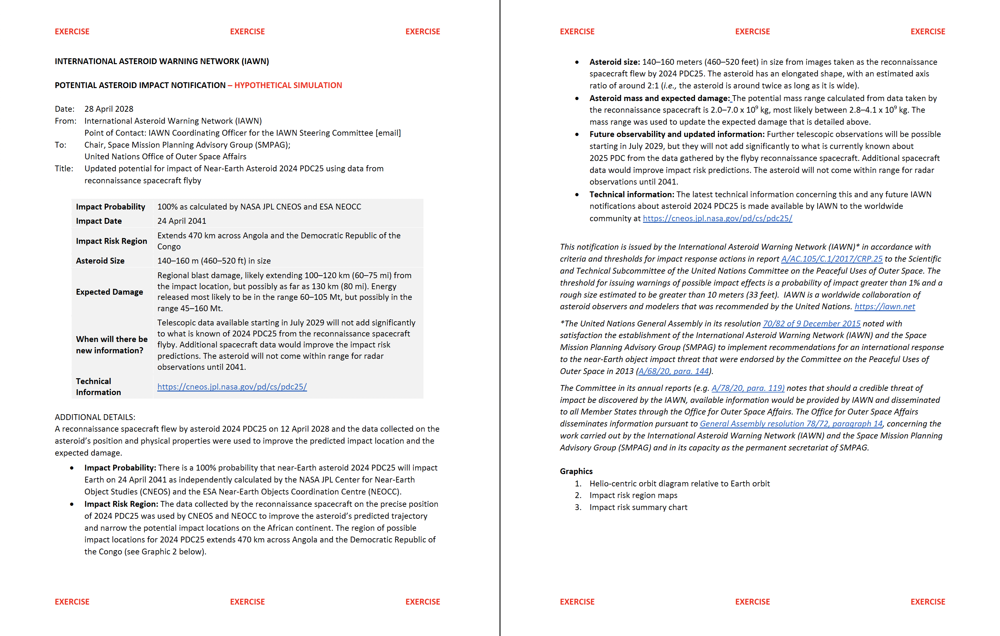 EXERCISE EXERCISE EXERCISE
INTERNATIONAL ASTEROID WARNING NETWORK (IAWN)
POTENTIAL ASTEROID IMPACT NOTIFICATION – HYPOTHETICAL SIMULATION
Date: 28 April 2028
From: International Asteroid Warning Network (IAWN)
Point of Contact: IAWN Coordinating Officer for the IAWN Steering Committee [email]
To: Chair, Space Mission Planning Advisory Group (SMPAG);
United Nations Office of Outer Space Affairs
Title: Updated potential for impact of Near-Earth Asteroid 2024 PDC25 using data from
reconnaissance spacecraft flyby
Impact Probability 100% as calculated by NASA JPL CNEOS and ESA NEOCC
Impact Date 24 April 2041
Impact Risk Region Extends 470 km across Angola and the Democratic Republic of the
Congo
Asteroid Size 140–160 m (460–520 ft) in size
Expected Damage Regional blast damage, likely extending 100–120 km (60–75 mi) from
the impact location, but possibly as far as 130 km (80 mi). Energy
released most likely to be in the range 60–105 Mt, but possibly in the
range 45–160 Mt.
When will there be
new information?
Telescopic data available starting in July 2029 will not add significantly
to what is known of 2024 PDC25 from the reconnaissance spacecraft
flyby. Additional spacecraft data would improve the impact risk
predictions. The asteroid will not come within range for radar
observations until 2041.
Technical
Information
https://cneos.jpl.nasa.gov/pd/cs/pdc25/
ADDITIONAL DETAILS:
A reconnaissance spacecraft flew by asteroid 2024 PDC25 on 12 April 2028 and the data collected on the
asteroid’s position and physical properties were used to improve the predicted impact location and the
expected damage.
• Impact Probability: There is a 100% probability that near-Earth asteroid 2024 PDC25 will impact
Earth on 24 April 2041 as independently calculated by the NASA JPL Center for Near-Earth
Object Studies (CNEOS) and the ESA Near-Earth Objects Coordination Centre (NEOCC).
• Impact Risk Region: The data collected by the reconnaissance spacecraft on the precise position
of 2024 PDC25 was used by CNEOS and NEOCC to improve the asteroid’s predicted trajectory
and narrow the potential impact locations on the African continent. The region of possible
impact locations for 2024 PDC25 extends 470 km across Angola and the Democratic Republic of
the Congo (see Graphic 2 below).
EXERCISE EXERCISE EXERCISE
EXERCISE EXERCISE EXERCISE
• Asteroid size: 140–160 meters (460–520 feet) in size from images taken as the reconnaissance
spacecraft flew by 2024 PDC25. The asteroid has an elongated shape, with an estimated axis
ratio of around 2:1 (i.e., the asteroid is around twice as long as it is wide).
• Asteroid mass and expected damage: The potential mass range calculated from data taken by
the reconnaissance spacecraft is 2.0–7.0 x 10⁹ kg, most likely between 2.8–4.1 x 10⁹ kg. The
mass range was used to update the expected damage that is detailed above.
• Future observability and updated information: Further telescopic observations will be possible
starting in July 2029, but they will not add significantly to what is currently known about
2025 PDC from the data gathered by the flyby reconnaissance spacecraft. Additional spacecraft
data would improve impact risk predictions. The asteroid will not come within range for radar
observations until 2041.
• Technical information: The latest technical information concerning this and any future IAWN
notifications about asteroid 2024 PDC25 is made available by IAWN to the worldwide
community at https://cneos.jpl.nasa.gov/pd/cs/pdc25/
This notification is issued by the International Asteroid Warning Network (IAWN)* in accordance with
criteria and thresholds for impact response actions in report A/AC.105/C.1/2017/CRP.25 to the Scientific
and Technical Subcommittee of the United Nations Committee on the Peaceful Uses of Outer Space. The
threshold for issuing warnings of possible impact effects is a probability of impact greater than 1% and a
rough size estimated to be greater than 10 meters (33 feet). IAWN is a worldwide collaboration of
asteroid observers and modelers that was recommended by the United Nations. https://iawn.net
*The United Nations General Assembly in its resolution 70/82 of 9 December 2015 noted with
satisfaction the establishment of the International Asteroid Warning Network (IAWN) and the Space
Mission Planning Advisory Group (SMPAG) to implement recommendations for an international response
to the near-Earth object impact threat that were endorsed by the Committee on the Peaceful Uses of
Outer Space in 2013 (A/68/20, para. 144).
The Committee in its annual reports (e.g. A/78/20, para. 119) notes that should a credible threat of
impact be discovered by the IAWN, available information would be provided by IAWN and disseminated
to all Member States through the Office for Outer Space Affairs. The Office for Outer Space Affairs
disseminates information pursuant to General Assembly resolution 78/72, paragraph 14, concerning the
work carried out by the International Asteroid Warning Network (IAWN) and the Space Mission Planning
Advisory Group (SMPAG) and in its capacity as the permanent secretariat of SMPAG.
Graphics
1. Helio-centric orbit diagram relative to Earth orbit
2. Impact risk region maps
3. Impact risk summary chart
EXERCISE EXERCISE EXERCISE